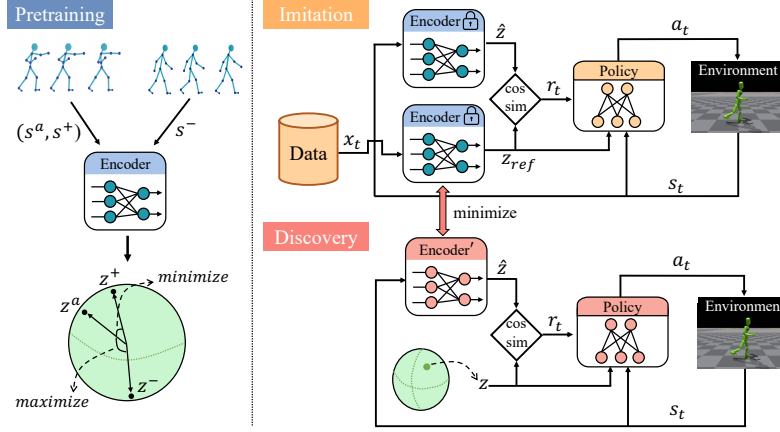 Pretraining
(s^a, s^+)
s^-
Encoder
z^+
z^a
minimize
z^-
maximize
Imitation
Encoder
ẑ
a_t
cos
sim
r_t
Policy
Environment
Data
x_t
Encoder
z_ref
s_t
minimize
Discovery
Encoder′
ẑ
a_t
cos
sim
r_t
Policy
Environment
z
s_t